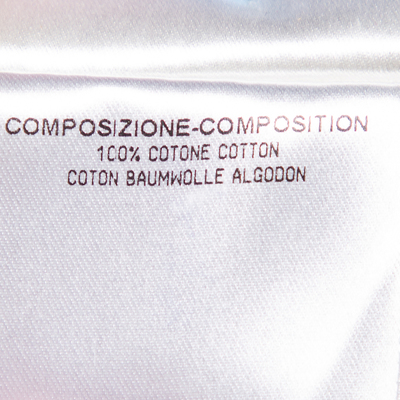 COMPOSIZIONE-COMPOSITION
100% COTONE COTTON
COTON BAUMWOLLE ALGODON